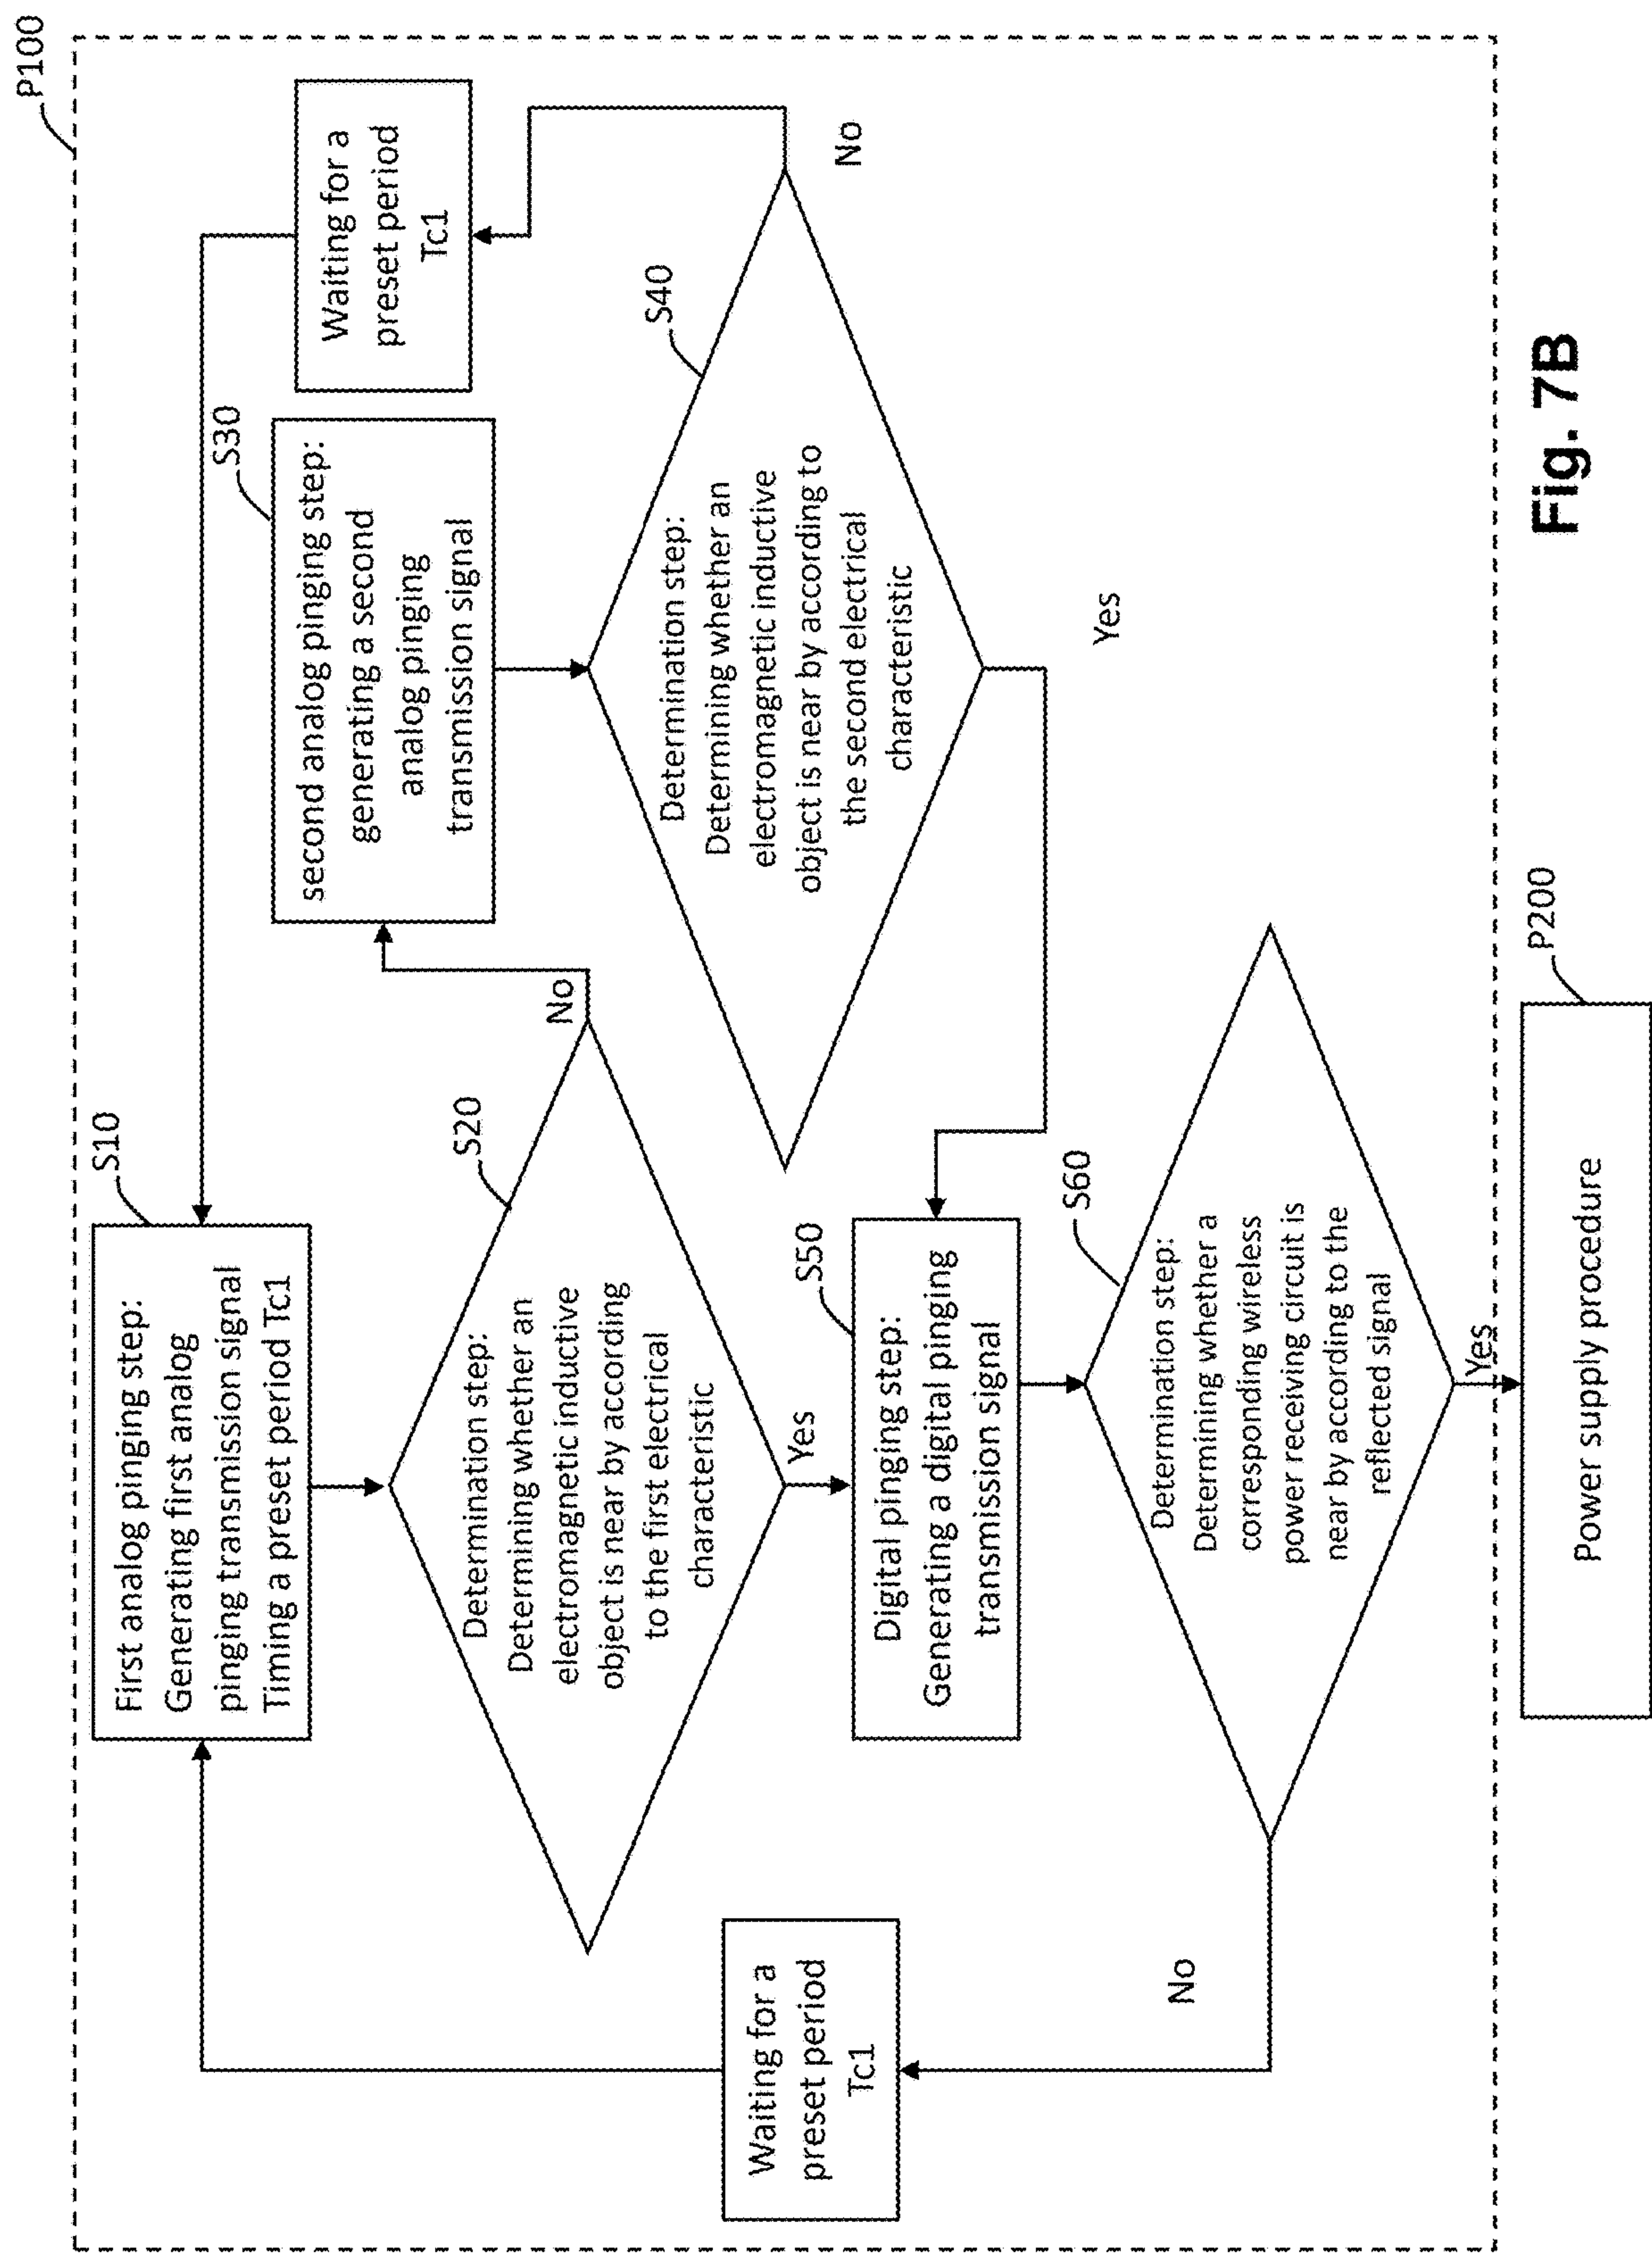 P100
S10
First analog pinging step:
Generating first analog
pinging transmission signal
Timing a preset period Tc1
S20
Determination step:
Determining whether an
electromagnetic inductive
object is near by according
to the first electrical
characteristic
No
Yes
S30
second analog pinging step:
generating a second
analog pinging
transmission signal
Waiting for a
preset period
Tc1
S40
Determination step:
Determining whether an
electromagnetic inductive
object is near by according to
the second electrical
characteristic
No
Yes
S50
Digital pinging step:
Generating a digital pinging
transmission signal
Waiting for a
preset period
Tc1
S60
Determination step:
Determining whether a
corresponding wireless
power receiving circuit is
near by according to the
reflected signal
No
Yes
P200
Power supply procedure
Fig. 7B